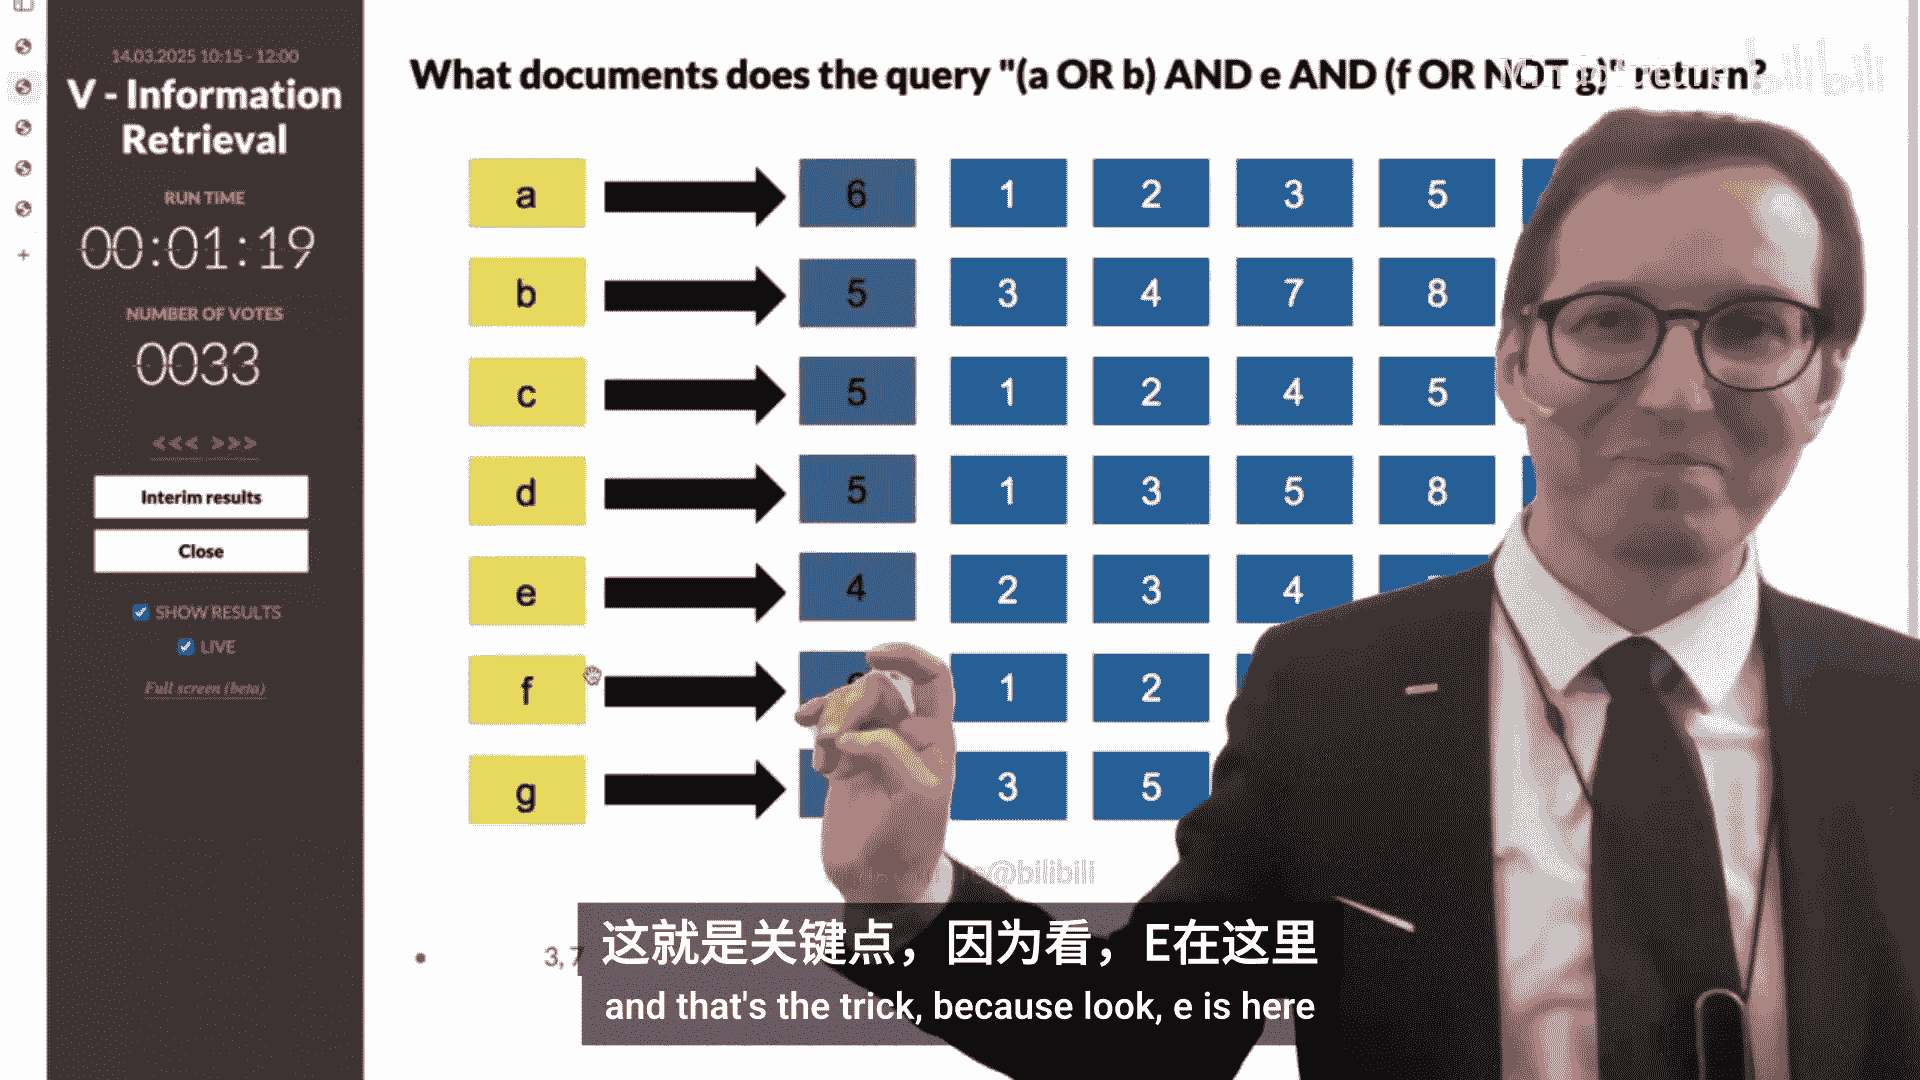 14.03.2025 10:15 - 12:00
V - Information
Retrieval
RUN TIME
00:01:19
NUMBER OF VOTES
0033
<<< >>>
Interim results
Close
SHOW RESULTS
LIVE
Full screen (beta)
What documents does the query "(a OR b) AND e AND (f OR NOT g)" return?
bilibili
a 6 1 2 3 5
b 5 3 4 7 8
c 5 1 2 4 5
d 5 1 3 5 8
e 4 2 3 4
f 1 2
g 3 5
@bilibili
3, 7
这就是关键点，因为看，E在这里
and that's the trick, because look, e is here